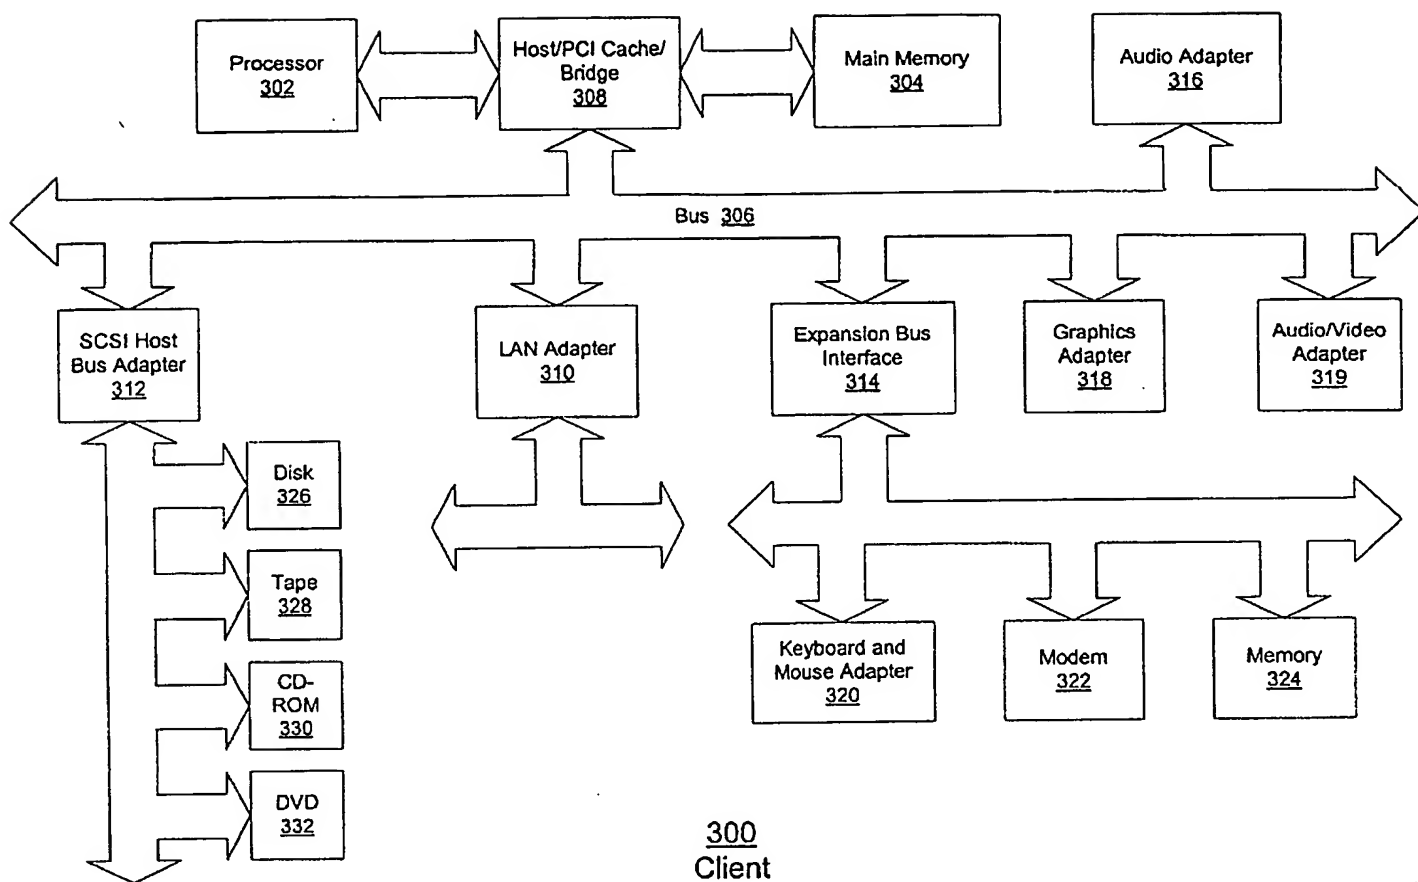 Processor
302
Host/PCI Cache/
Bridge
308
Main Memory
304
Audio Adapter
316
Bus 306
SCSI Host
Bus Adapter
312
LAN Adapter
310
Expansion Bus
Interface
314
Graphics
Adapter
318
Audio/Video
Adapter
319
Disk
326
Tape
328
CD-
ROM
330
DVD
332
Keyboard and
Mouse Adapter
320
Modem
322
Memory
324
300
Client